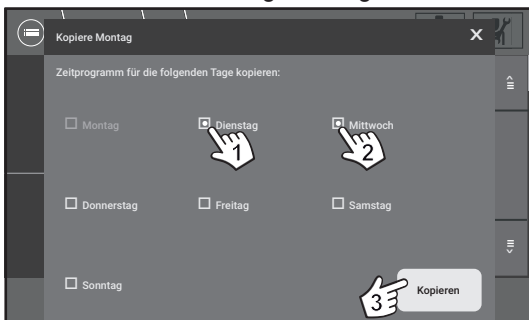 Kopiere Montag X
Zeitprogramm für die folgenden Tage kopieren:
Montag Dienstag Mittwoch
1 2
Donnerstag Freitag Samstag
Sonntag Kopieren
3